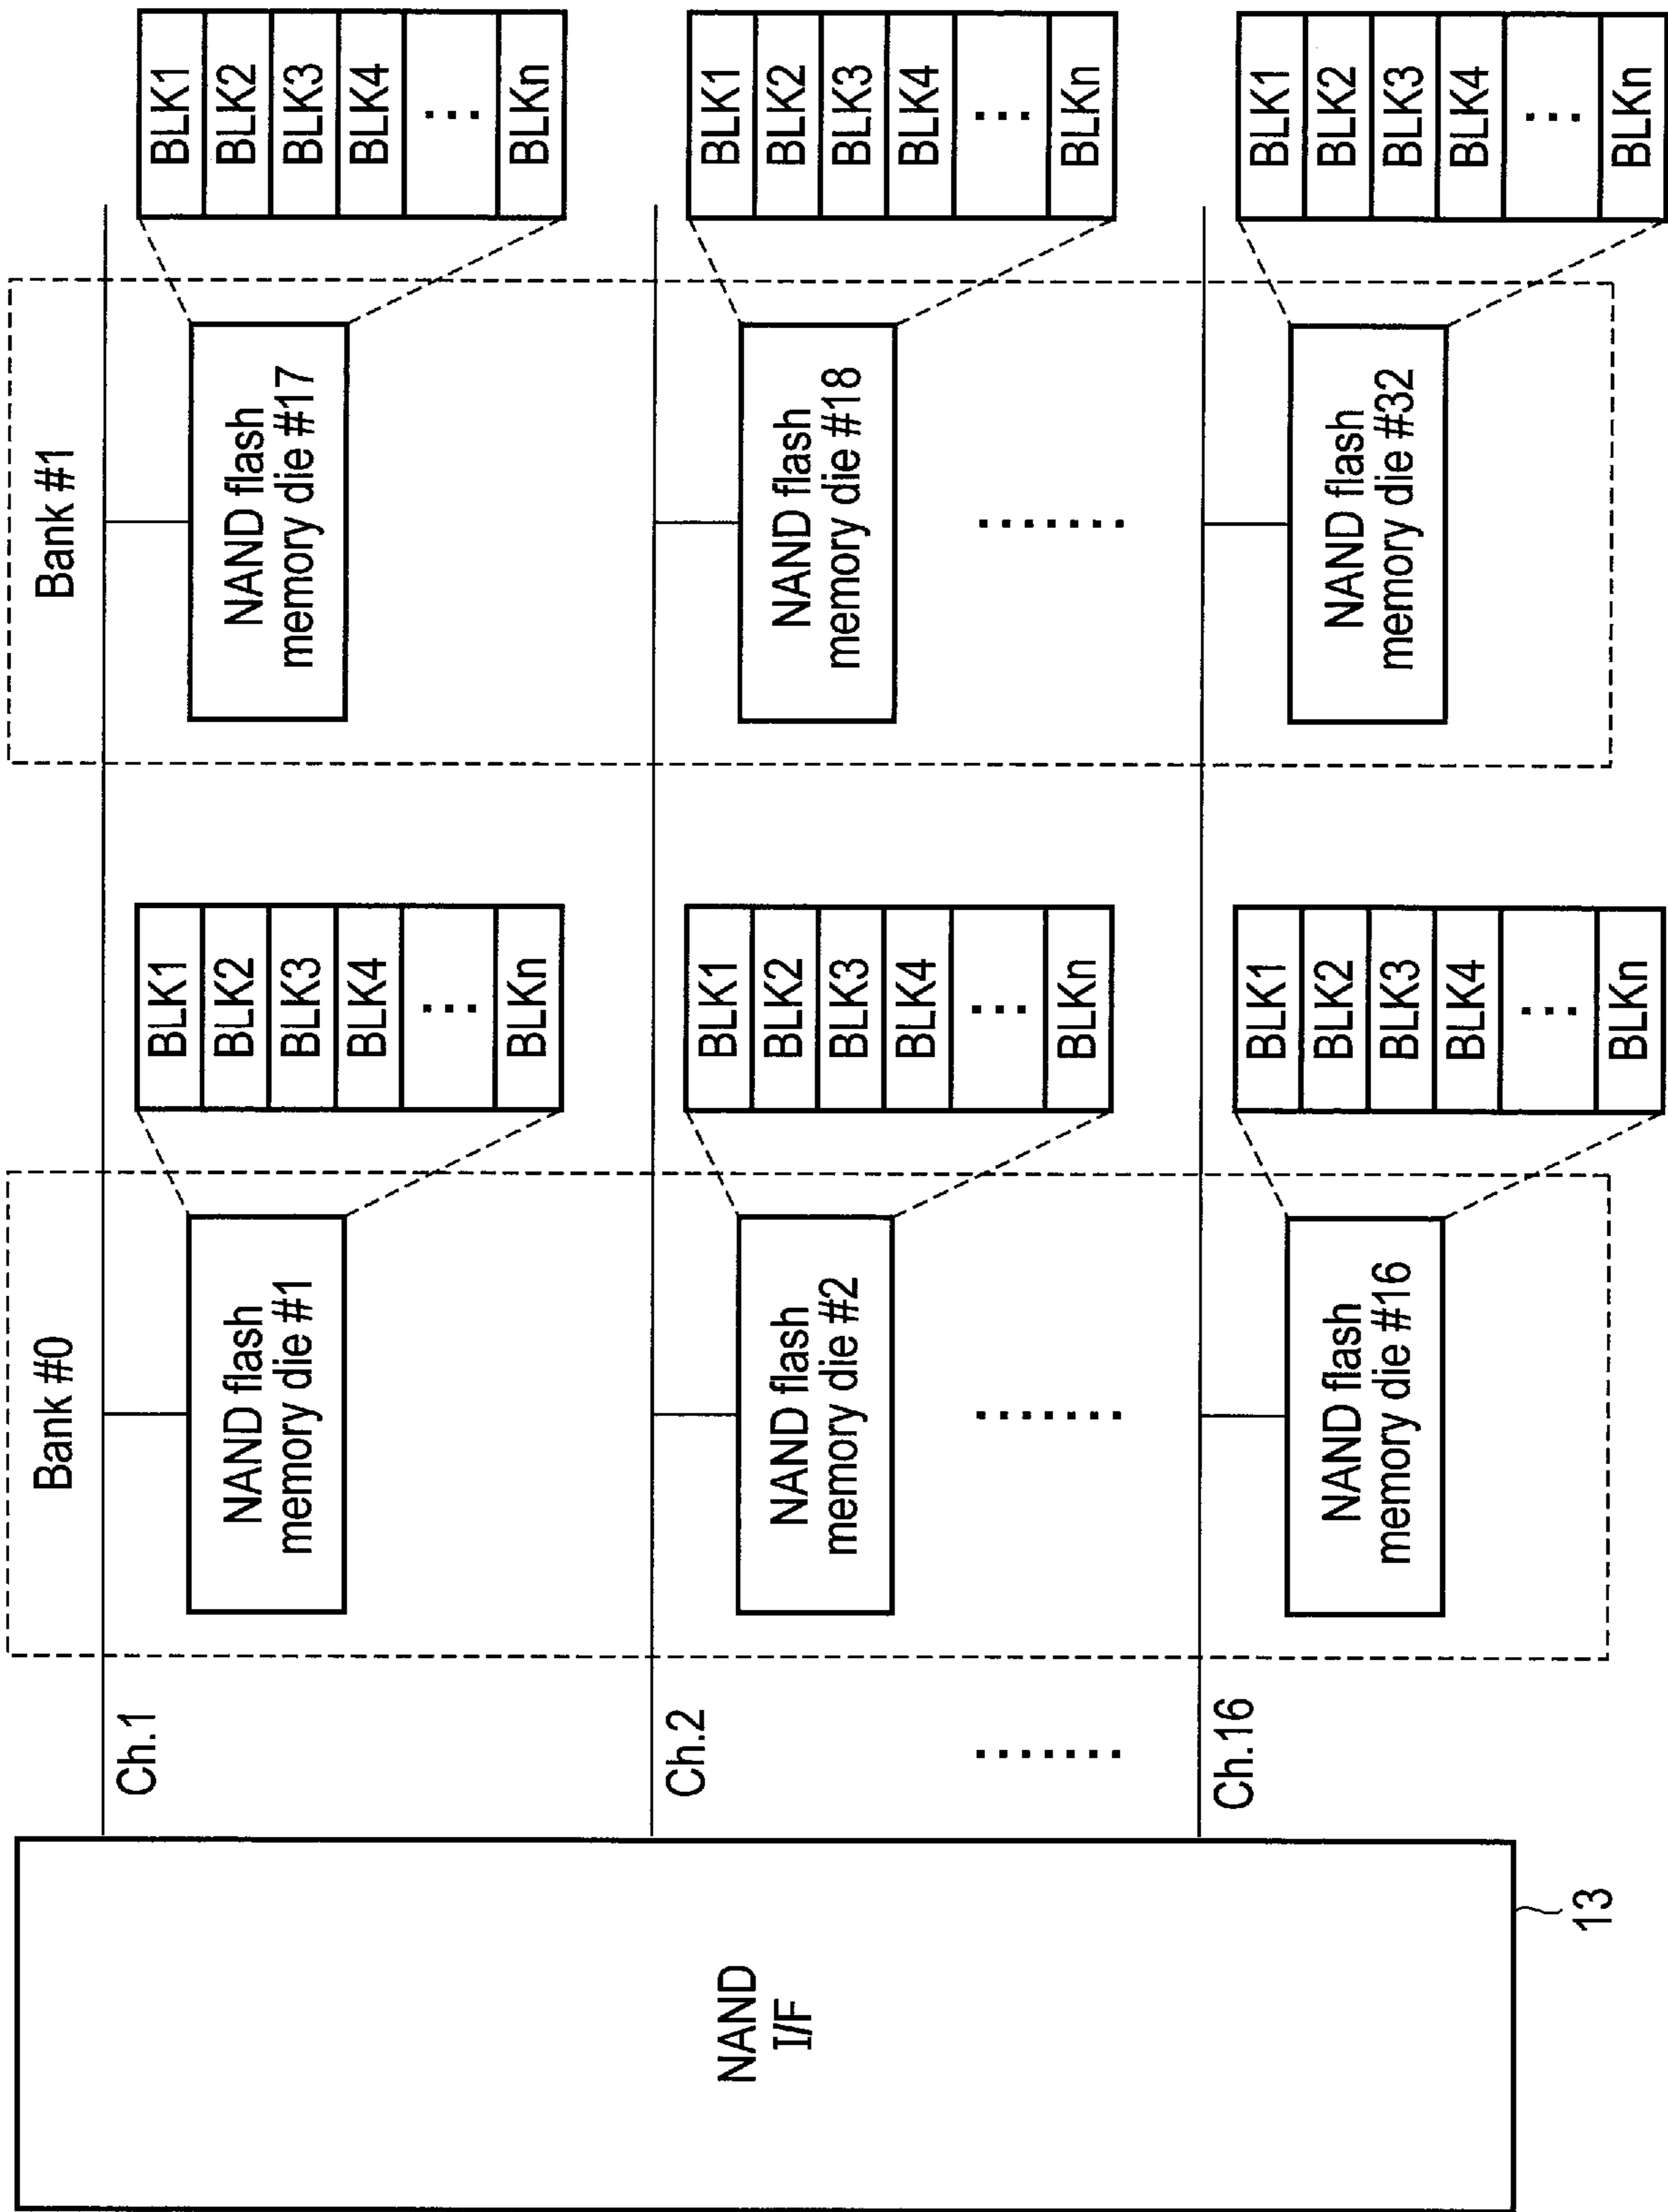 Bank #0
Bank #1
NAND
I/F
13
Ch.1
NAND flash
memory die #1
BLK1
BLK2
BLK3
BLK4
...
BLKn
NAND flash
memory die #17
BLK1
BLK2
BLK3
BLK4
...
BLKn
Ch.2
NAND flash
memory die #2
BLK1
BLK2
BLK3
BLK4
...
BLKn
NAND flash
memory die #18
BLK1
BLK2
BLK3
BLK4
...
BLKn
.......
.......
.......
Ch.16
NAND flash
memory die #16
BLK1
BLK2
BLK3
BLK4
...
BLKn
NAND flash
memory die #32
BLK1
BLK2
BLK3
BLK4
...
BLKn